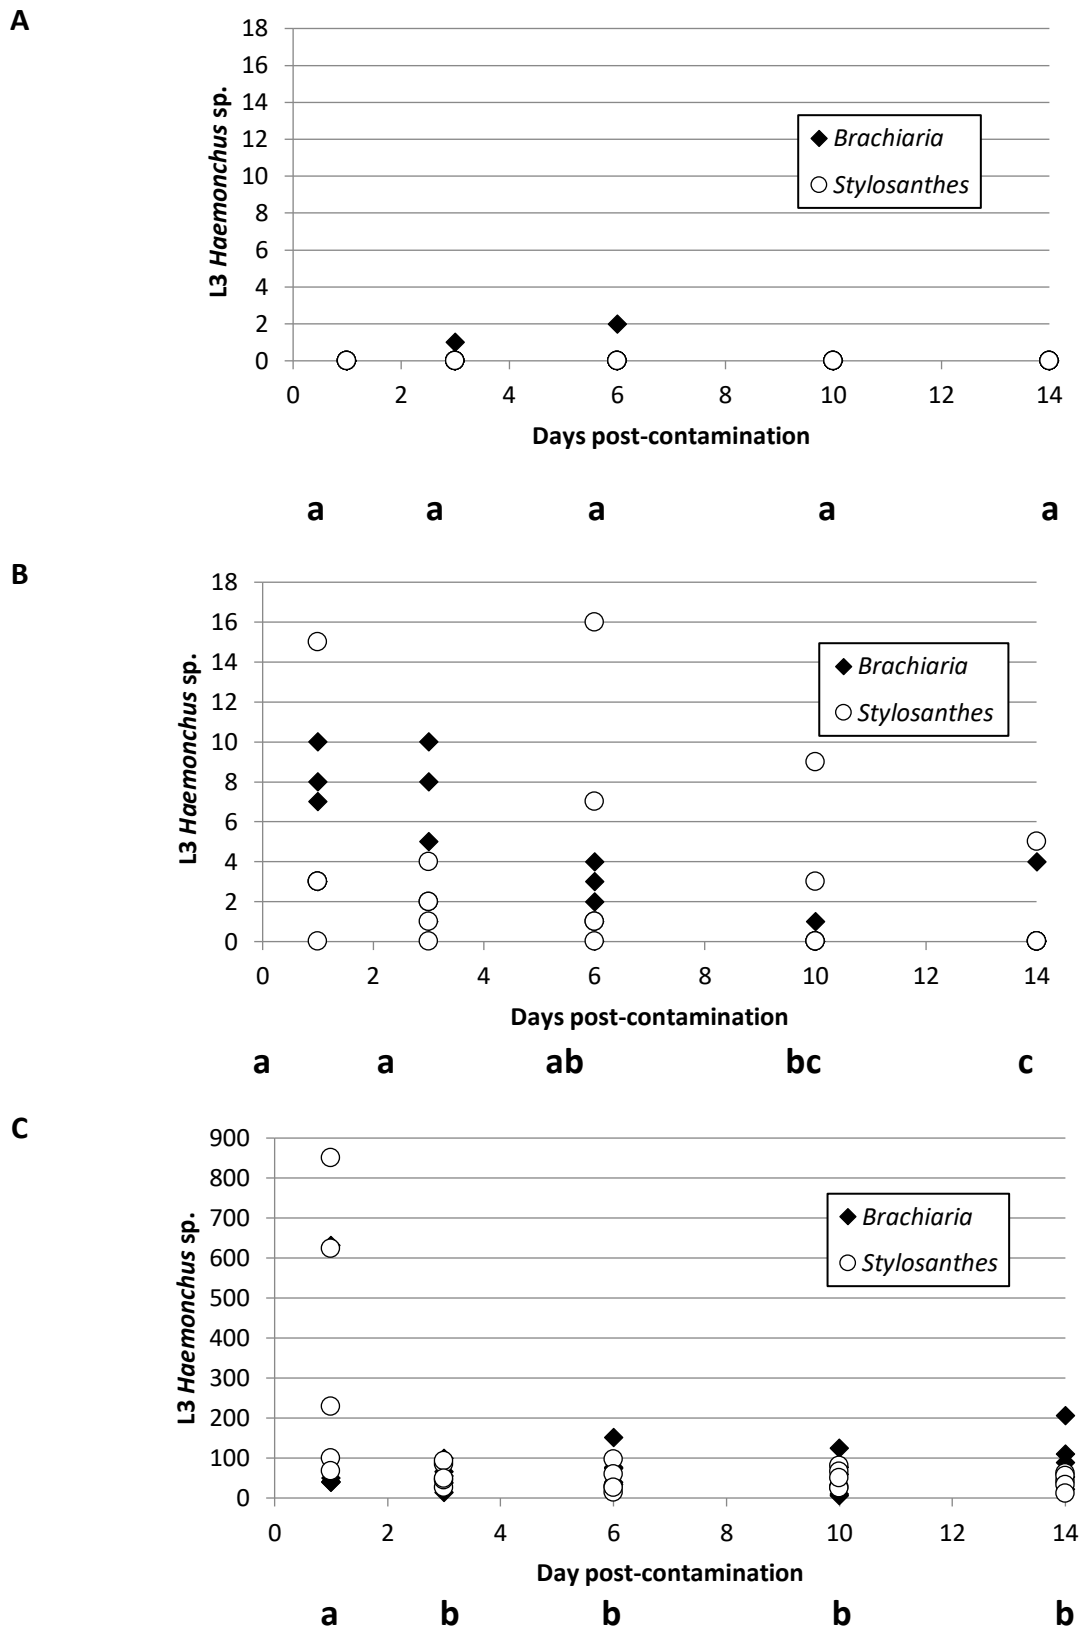 A
18
16
14
12
10
8
6
4
2
0
L3 Haemonchus sp.
Brachiaria
Stylosanthes
0 2 4 6 8 10 12 14
Days post-contamination
a a a a a
B
18
16
14
12
10
8
6
4
2
0
L3 Haemonchus sp.
Brachiaria
Stylosanthes
0 2 4 6 8 10 12 14
Days post-contamination
a a ab bc c
C
900
800
700
600
500
400
300
200
100
0
L3 Haemonchus sp.
Brachiaria
Stylosanthes
0 2 4 6 8 10 12 14
Day post-contamination
a b b b b